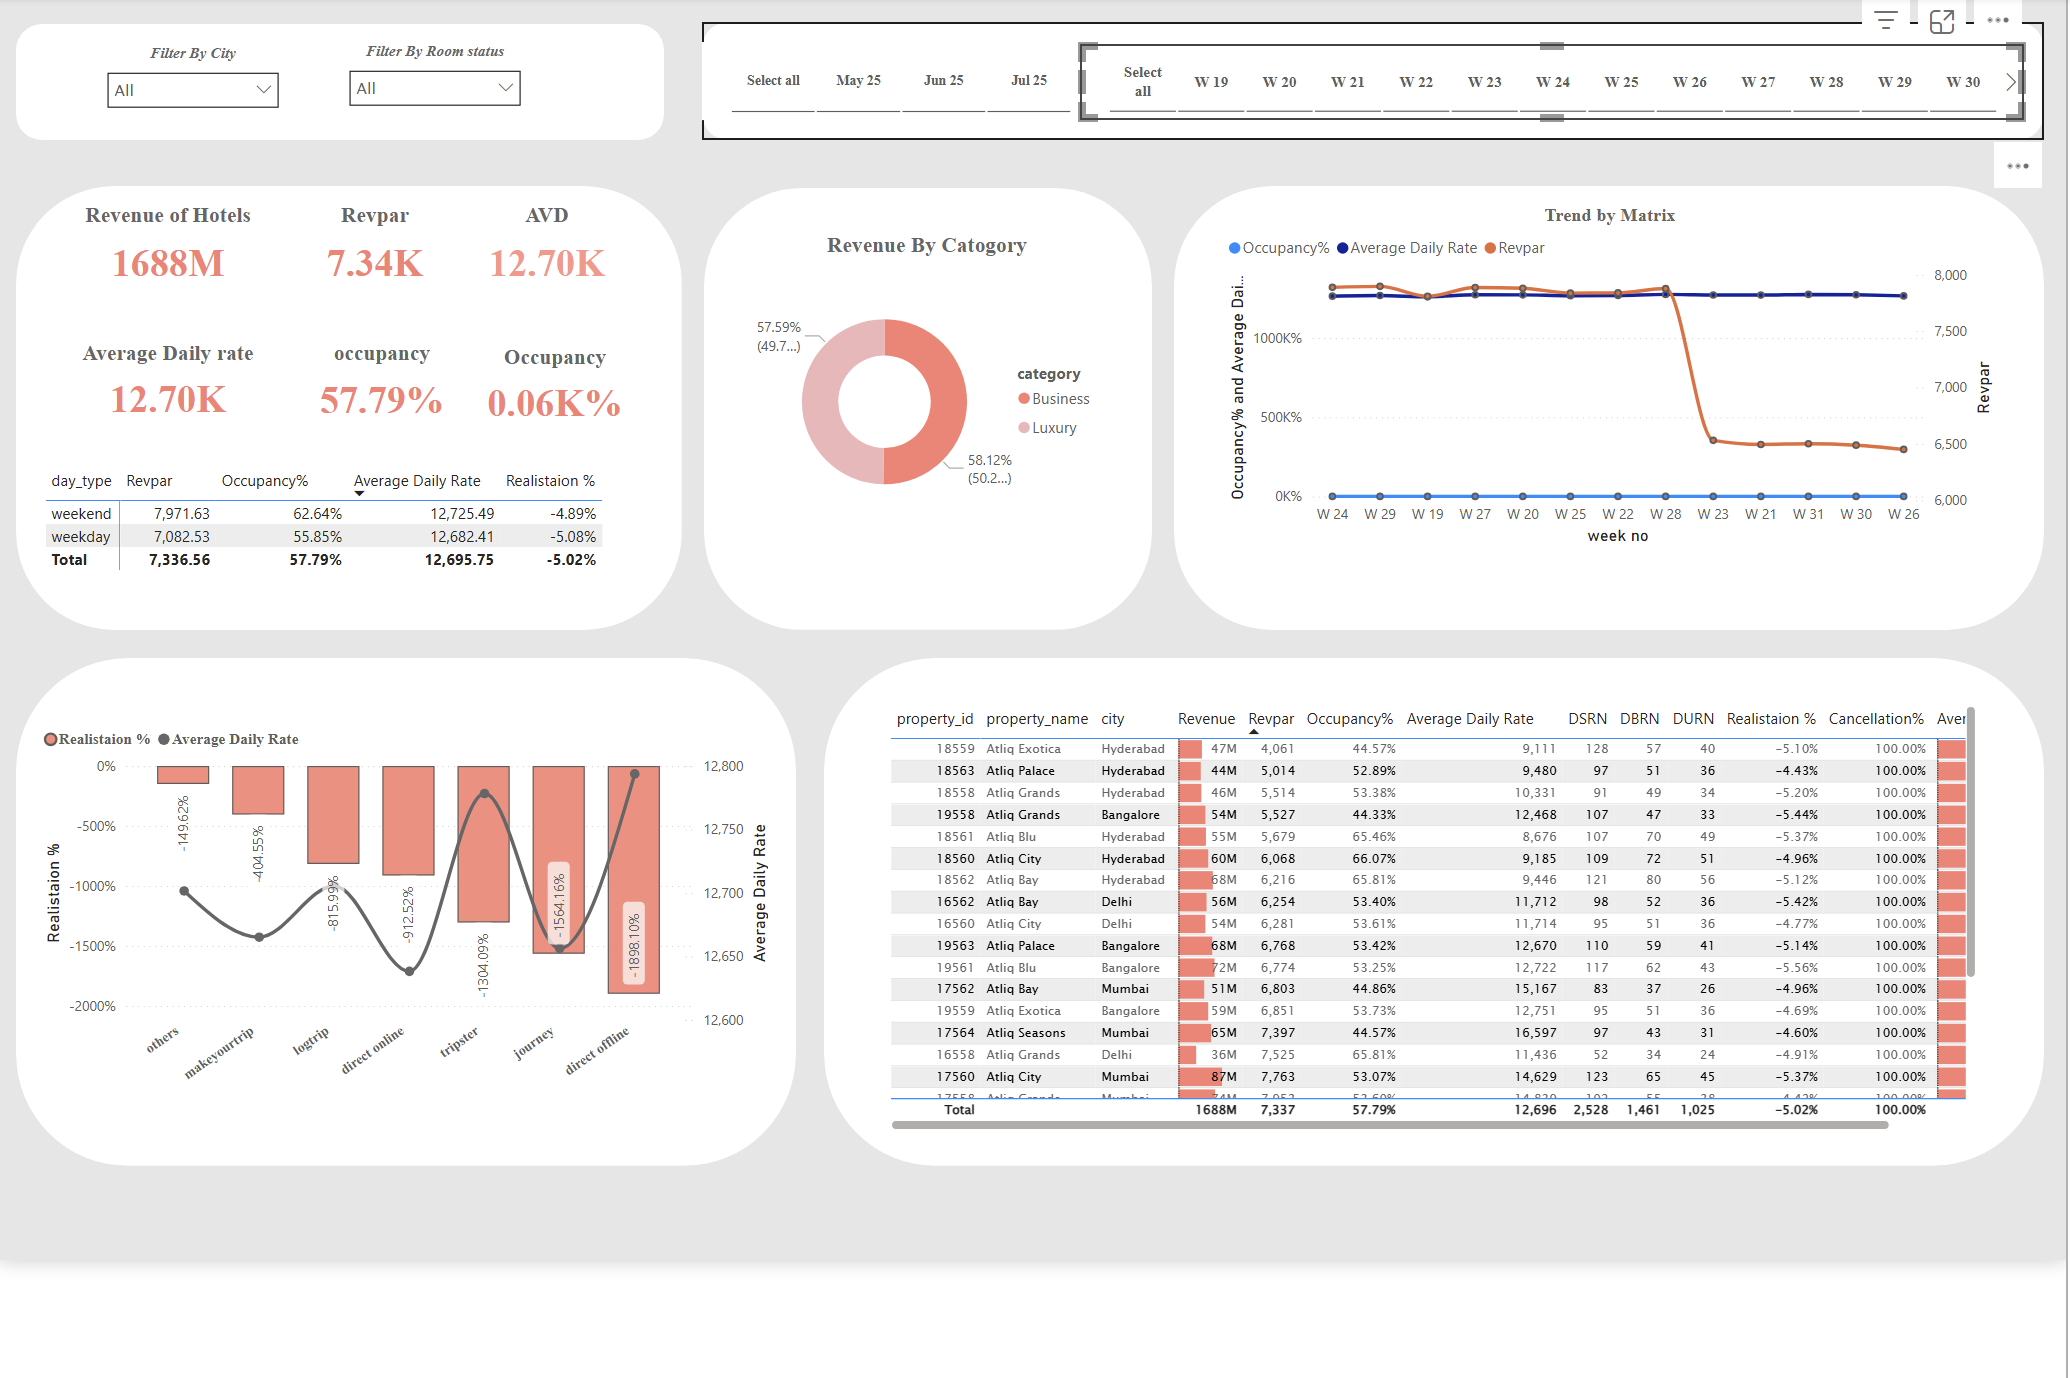 Filter By City
All
Filter By Room status
All
Select all May 25 Jun 25 Jul 25
Select all W 19 W 20 W 21 W 22 W 23 W 24 W 25 W 26 W 27 W 28 W 29 W 30
Revenue of Hotels Revpar AVD
1688M 7.34K 12.70K
Average Daily rate occupancy Occupancy
12.70K 57.79% 0.06K%
day_type Revpar Occupancy% Average Daily Rate Realistaion %
weekend 7,971.63 62.64% 12,725.49 -4.89%
weekday 7,082.53 55.85% 12,682.41 -5.08%
Total 7,336.56 57.79% 12,695.75 -5.02%
Revenue By Catogory
57.59%
(49.7...)
58.12%
(50.2...)
category
Business
Luxury
Trend by Matrix
Occupancy% Average Daily Rate Revpar
Occupancy% and Average Dai...
1000K%
500K%
0K%
8,000
7,500
7,000
6,500
6,000
Revpar
W 24 W 29 W 19 W 27 W 20 W 25 W 22 W 28 W 23 W 21 W 31 W 30 W 26
week no
Realistaion % Average Daily Rate
Realistaion %
0%
-500%
-1000%
-1500%
-2000%
-149.62%
-404.55%
-815.99%
-912.52%
-1304.09%
-1564.16%
-1898.10%
12,800
12,750
12,700
12,650
12,600
Average Daily Rate
others makeyourtrip logtrip direct online tripster journey direct offline
property_id property_name city Revenue Revpar Occupancy% Average Daily Rate DSRN DBRN DURN Realistaion % Cancellation% Aver
18559 Atliq Exotica Hyderabad 47M 4,061 44.57% 9,111 128 57 40 -5.10% 100.00%
18563 Atliq Palace Hyderabad 44M 5,014 52.89% 9,480 97 51 36 -4.43% 100.00%
18558 Atliq Grands Hyderabad 46M 5,514 53.38% 10,331 91 49 34 -5.20% 100.00%
19558 Atliq Grands Bangalore 54M 5,527 44.33% 12,468 107 47 33 -5.44% 100.00%
18561 Atliq Blu Hyderabad 55M 5,679 65.46% 8,676 107 70 49 -5.37% 100.00%
18560 Atliq City Hyderabad 60M 6,068 66.07% 9,185 109 72 51 -4.96% 100.00%
18562 Atliq Bay Hyderabad 68M 6,216 65.81% 9,446 121 80 56 -5.12% 100.00%
16562 Atliq Bay Delhi 56M 6,254 53.40% 11,712 98 52 36 -5.42% 100.00%
16560 Atliq City Delhi 54M 6,281 53.61% 11,714 95 51 36 -4.77% 100.00%
19563 Atliq Palace Bangalore 68M 6,768 53.42% 12,670 110 59 41 -5.14% 100.00%
19561 Atliq Blu Bangalore 72M 6,774 53.25% 12,722 117 62 43 -5.56% 100.00%
17562 Atliq Bay Mumbai 51M 6,803 44.86% 15,167 83 37 26 -4.96% 100.00%
19559 Atliq Exotica Bangalore 59M 6,851 53.73% 12,751 95 51 36 -4.69% 100.00%
17564 Atliq Seasons Mumbai 65M 7,397 44.57% 16,597 97 43 31 -4.60% 100.00%
16558 Atliq Grands Delhi 36M 7,525 65.81% 11,436 52 34 24 -4.91% 100.00%
17560 Atliq City Mumbai 87M 7,763 53.07% 14,629 123 65 45 -5.37% 100.00%
Total 1688M 7,337 57.79% 12,696 2,528 1,461 1,025 -5.02% 100.00%